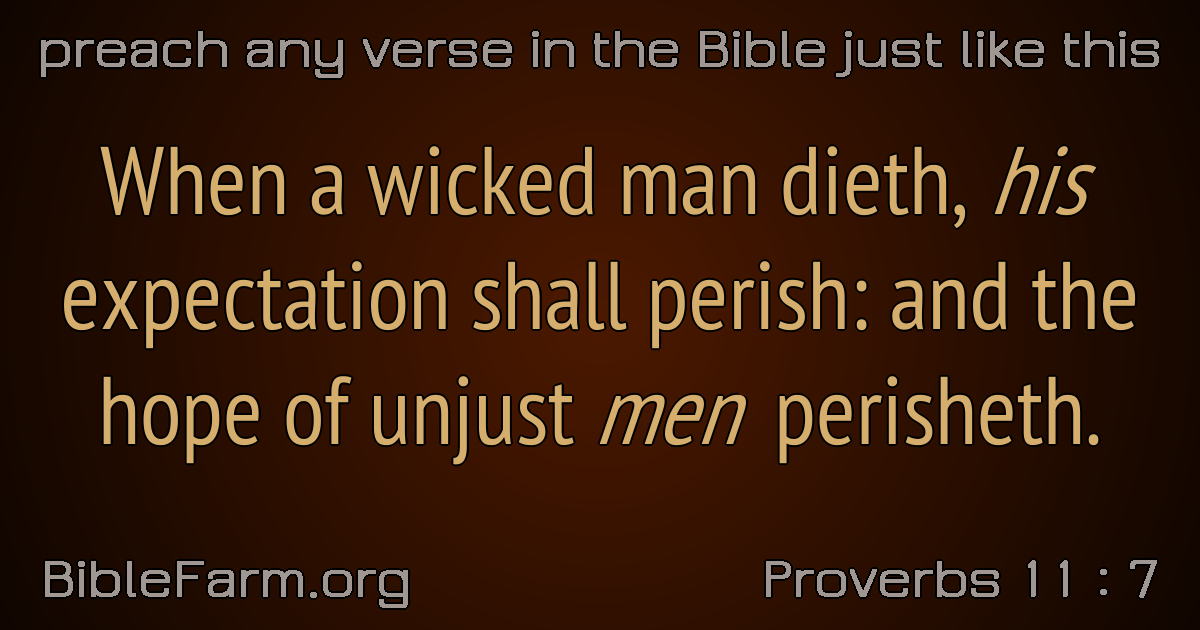 preach any verse in the Bible just like this
When a wicked man dieth, his
expectation shall perish: and the
hope of unjust men perisheth.
BibleFarm.org
Proverbs 11 : 7